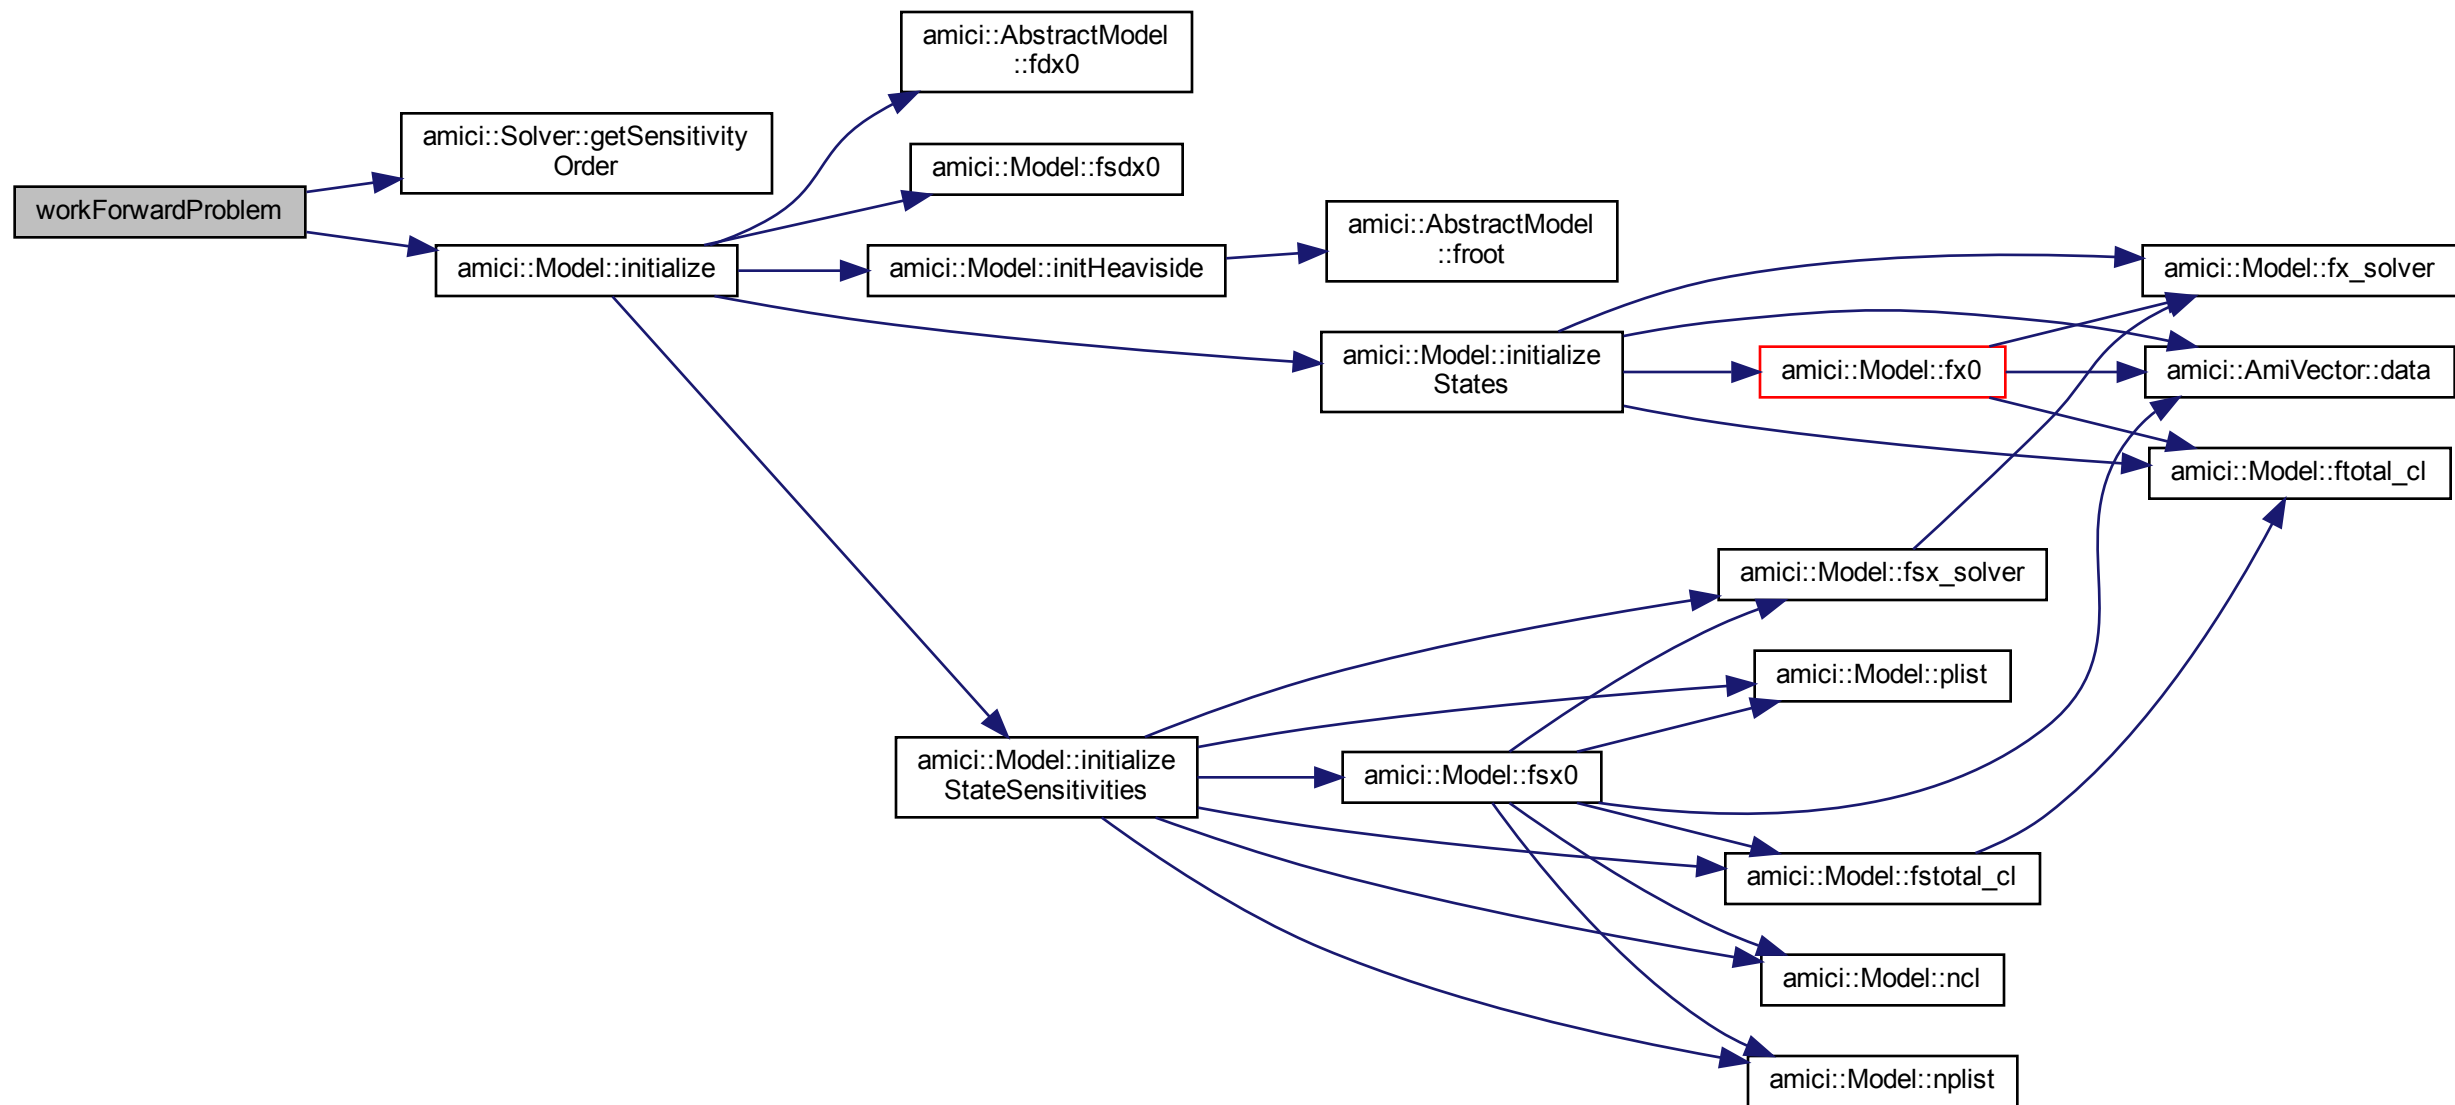 amici::AbstractModel
::fdx0
amici::Solver::getSensitivity
Order
amici::Model::fsdx0
workForwardProblem
amici::AbstractModel
::froot
amici::Model::initialize
amici::Model::initHeaviside
amici::Model::fx_solver
amici::Model::initialize
States
amici::Model::fx0
amici::AmiVector::data
amici::Model::ftotal_cl
amici::Model::fsx_solver
amici::Model::plist
amici::Model::initialize
StateSensitivities
amici::Model::fsx0
amici::Model::fstotal_cl
amici::Model::ncl
amici::Model::nplist